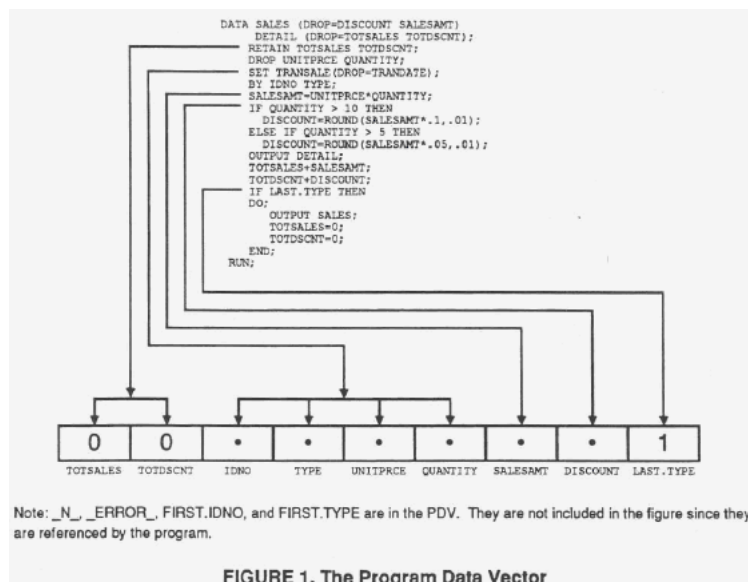 DATA SALES (DROP=DISCOUNT SALESAMT)
DETAIL (DROP=TOTSALES TOTDSCNT);
RETAIN TOTSALES TOTDSCNT;
DROP UNITPRCE QUANTITY;
SET TRANSALE(DROP=TRANDATE);
BY IDNO TYPE;
SALESAMT=UNITPRCE*QUANTITY;
IF QUANTITY > 10 THEN
DISCOUNT=ROUND(SALESAMT*.1,.01);
ELSE IF QUANTITY > 5 THEN
DISCOUNT=ROUND(SALESAMT*.05,.01);
OUTPUT DETAIL;
TOTSALES+SALESAMT;
TOTDSCNT+DISCOUNT;
IF LAST.TYPE THEN
DO;
OUTPUT SALES;
TOTSALES=0;
TOTDSCNT=0;
END;
RUN;
0 0 • • • • • • 1
TOTSALES TOTDSCNT IDNO TYPE UNITPRCE QUANTITY SALESAMT DISCOUNT LAST.TYPE
Note: _N_, _ERROR_, FIRST.IDNO, and FIRST.TYPE are in the PDV. They are not included in the figure since they
are referenced by the program.
FIGURE 1. The Program Data Vector